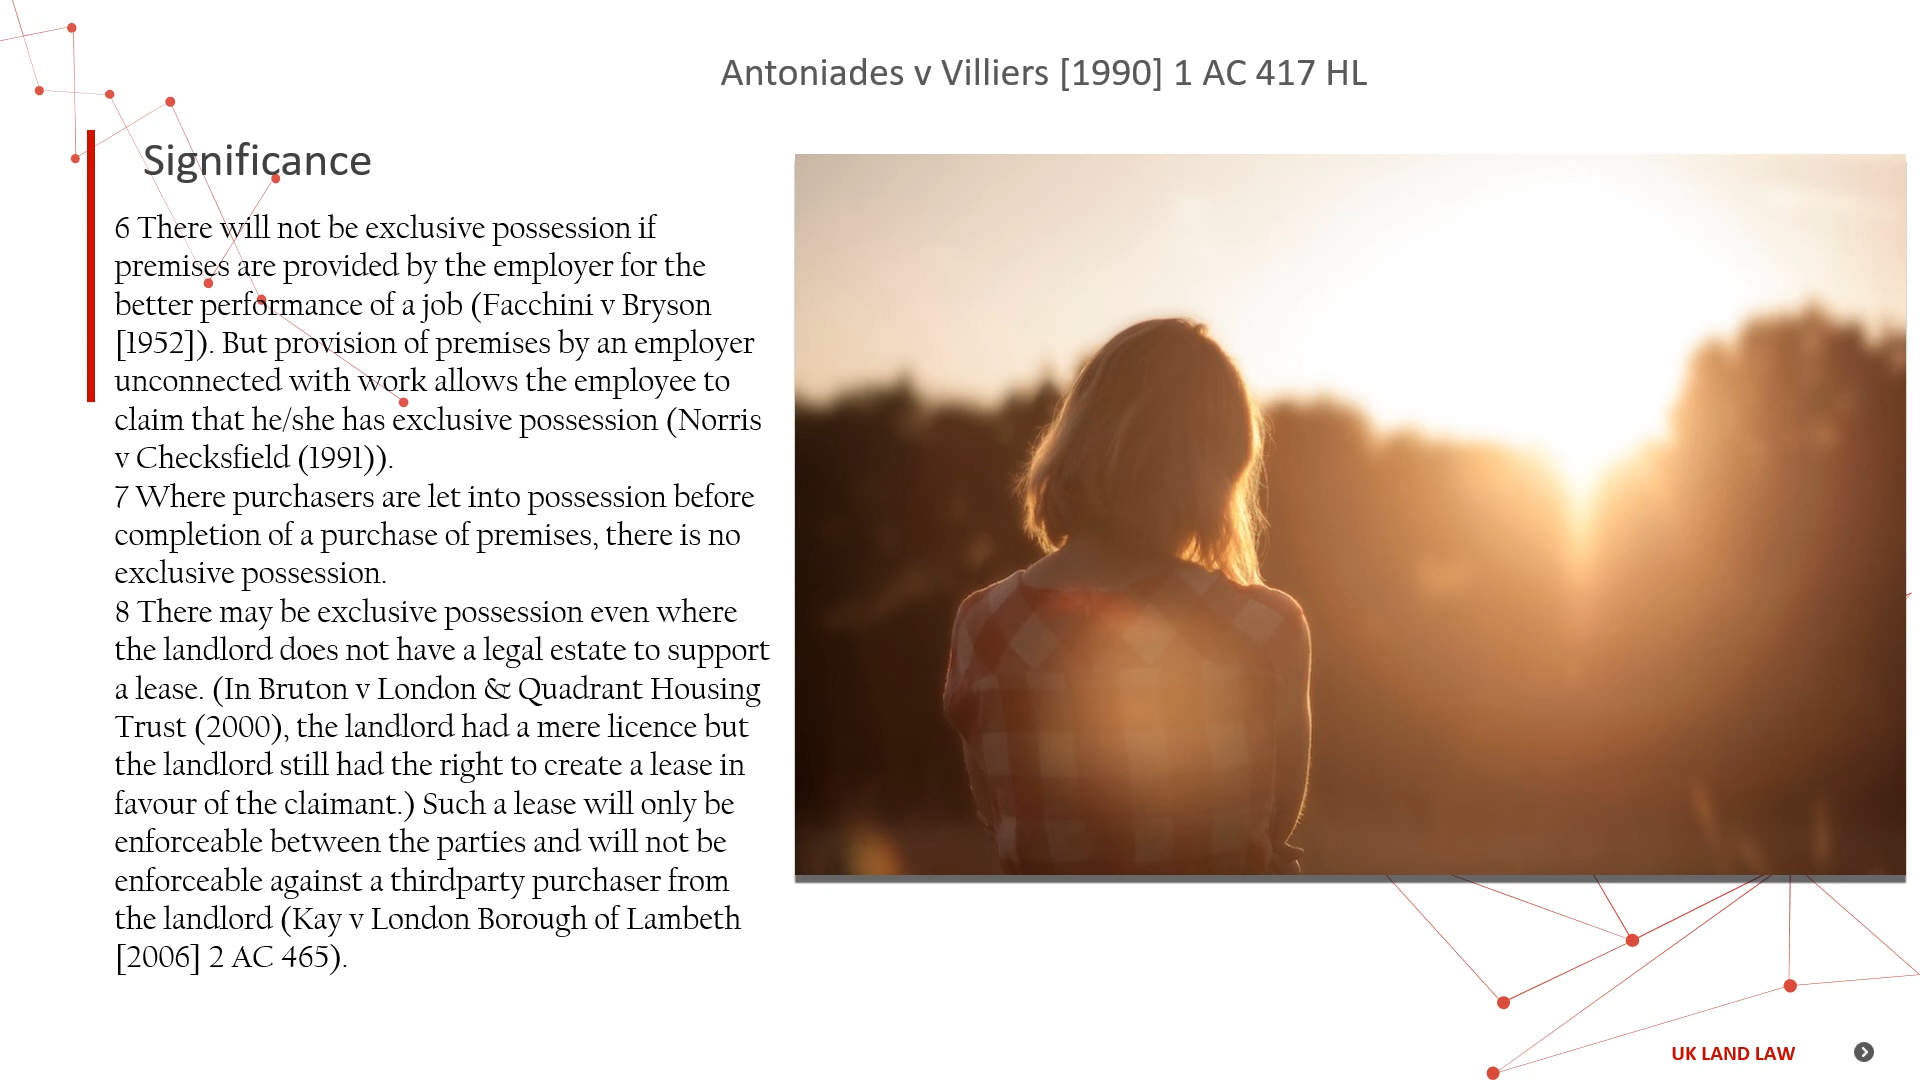 Antoniades v Villiers [1990] 1 AC 417 HL
Significance
6 There will not be exclusive possession if
premises are provided by the employer for the
better performance of a job (Facchini v Bryson
[1952]). But provision of premises by an employer
unconnected with work allows the employee to
claim that he/she has exclusive possession (Norris
v Checksfield (1991)).
7 Where purchasers are let into possession before
completion of a purchase of premises, there is no
exclusive possession.
8 There may be exclusive possession even where
the landlord does not have a legal estate to support
a lease. (In Bruton v London & Quadrant Housing
Trust (2000), the landlord had a mere licence but
the landlord still had the right to create a lease in
favour of the claimant.) Such a lease will only be
enforceable between the parties and will not be
enforceable against a thirdparty purchaser from
the landlord (Kay v London Borough of Lambeth
[2006] 2 AC 465).
UK LAND LAW